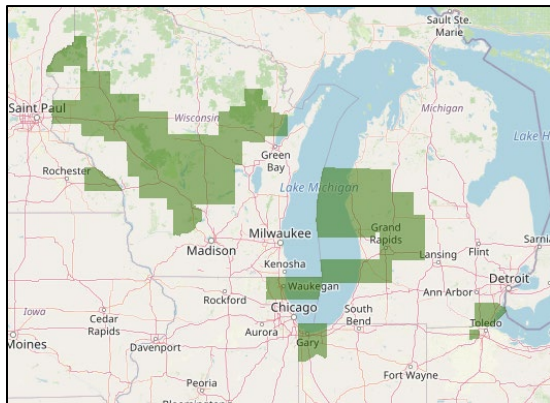 Sault Ste.
Marie
Saint Paul
Wisconsin
Michigan
Lake H
Green
Bay
Rochester
Lake Michigan
Grand
Rapids
Flint
Sarni
Madison
Milwaukee
Lansing
Kenosha
Waukegan
Ann Arbor
Detroit
Rockford
Chicago
South
Bend
Iowa
Cedar
Rapids
Aurora
Toledo
Moines
Davenport
Gary
Fort Wayne
Peoria
Bloomington